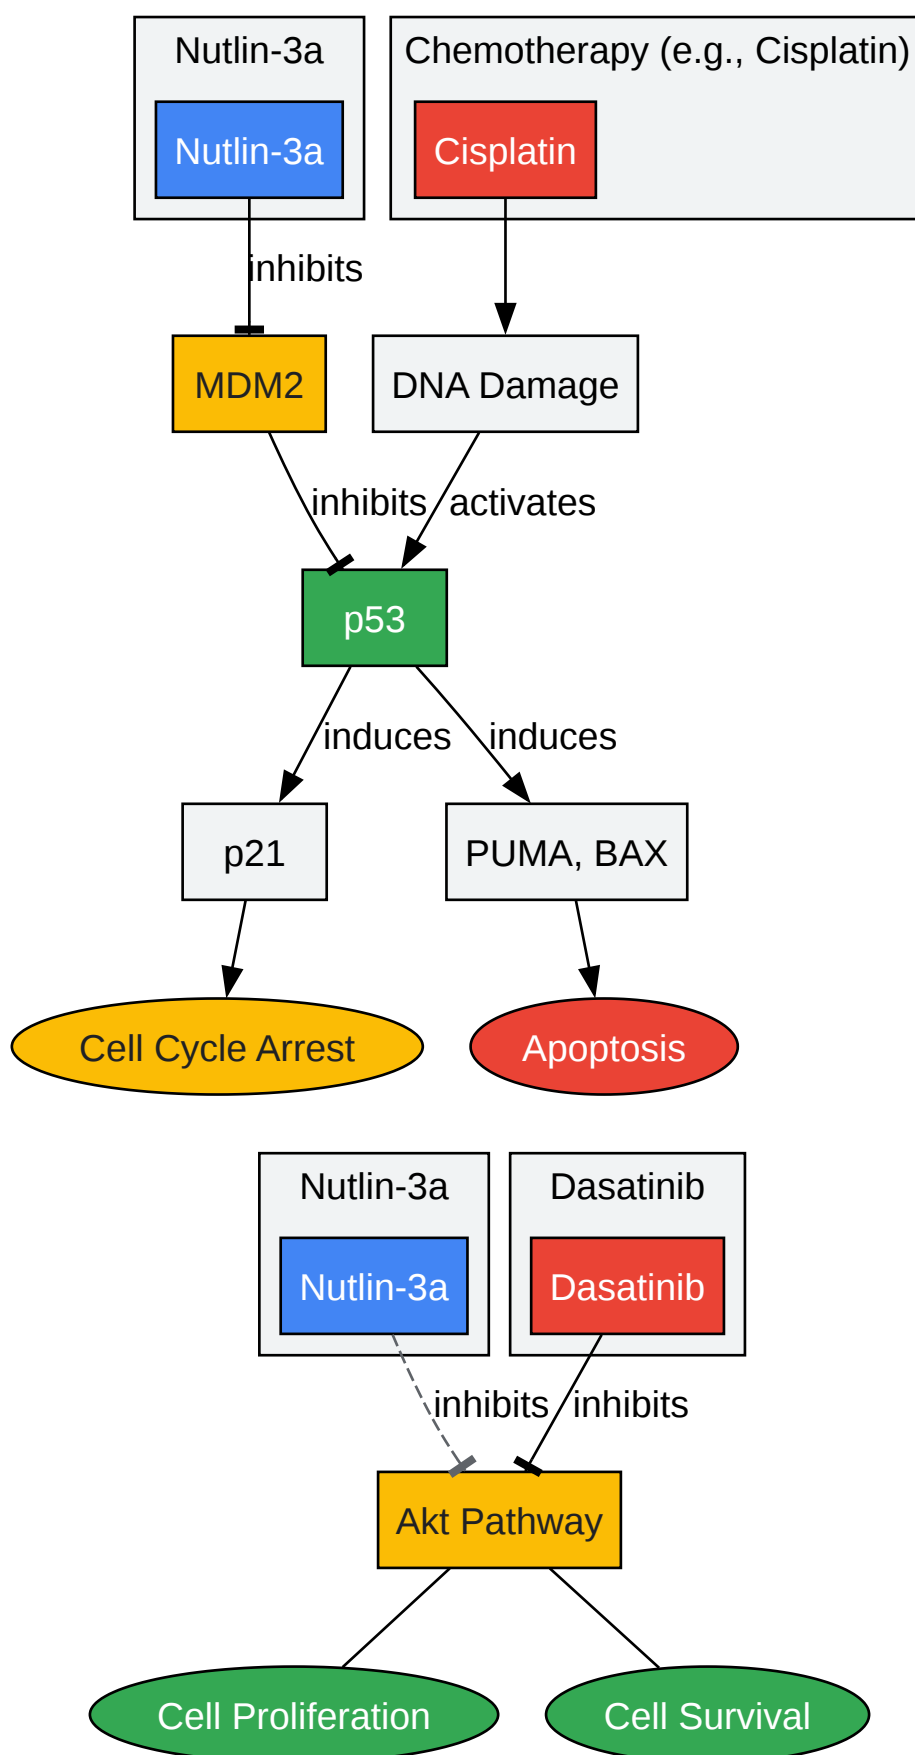 Nutlin-3a
Chemotherapy (e.g., Cisplatin)
Nutlin-3a
Cisplatin
inhibits
MDM2
DNA Damage
inhibits
activates
p53
induces
induces
p21
PUMA, BAX
Cell Cycle Arrest
Apoptosis
Nutlin-3a
Dasatinib
Nutlin-3a
Dasatinib
inhibits
inhibits
Akt Pathway
Cell Proliferation
Cell Survival